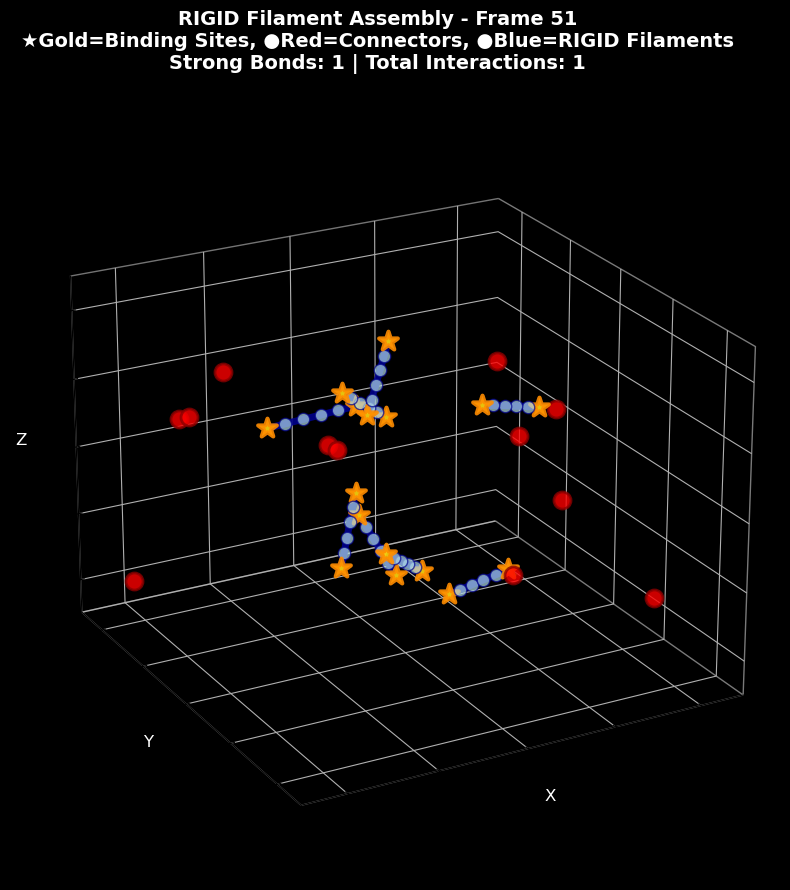 RIGID Filament Assembly - Frame 51
★Gold=Binding Sites, ●Red=Connectors, ●Blue=RIGID Filaments
Strong Bonds: 1 | Total Interactions: 1
Z
Y
X